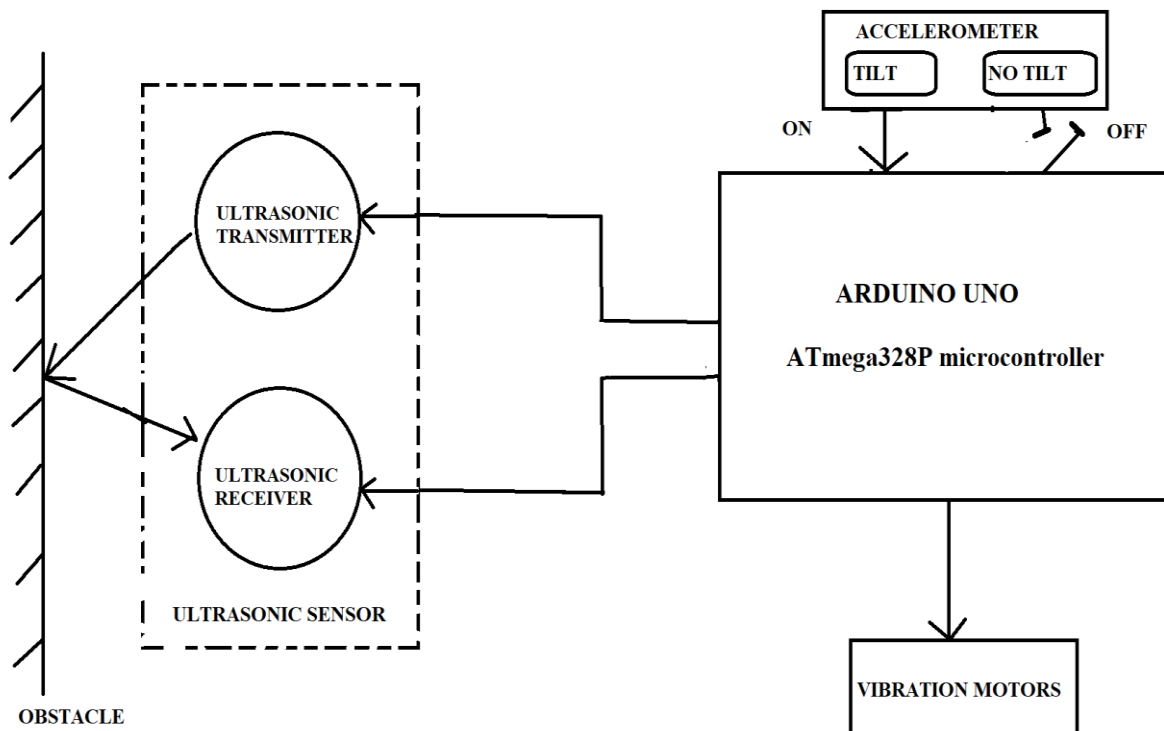 ACCELEROMETER
TILT
NO TILT
ON
OFF
ULTRASONIC
TRANSMITTER
ARDUINO UNO
ATmega328P microcontroller
ULTRASONIC
RECEIVER
ULTRASONIC SENSOR
VIBRATION MOTORS
OBSTACLE